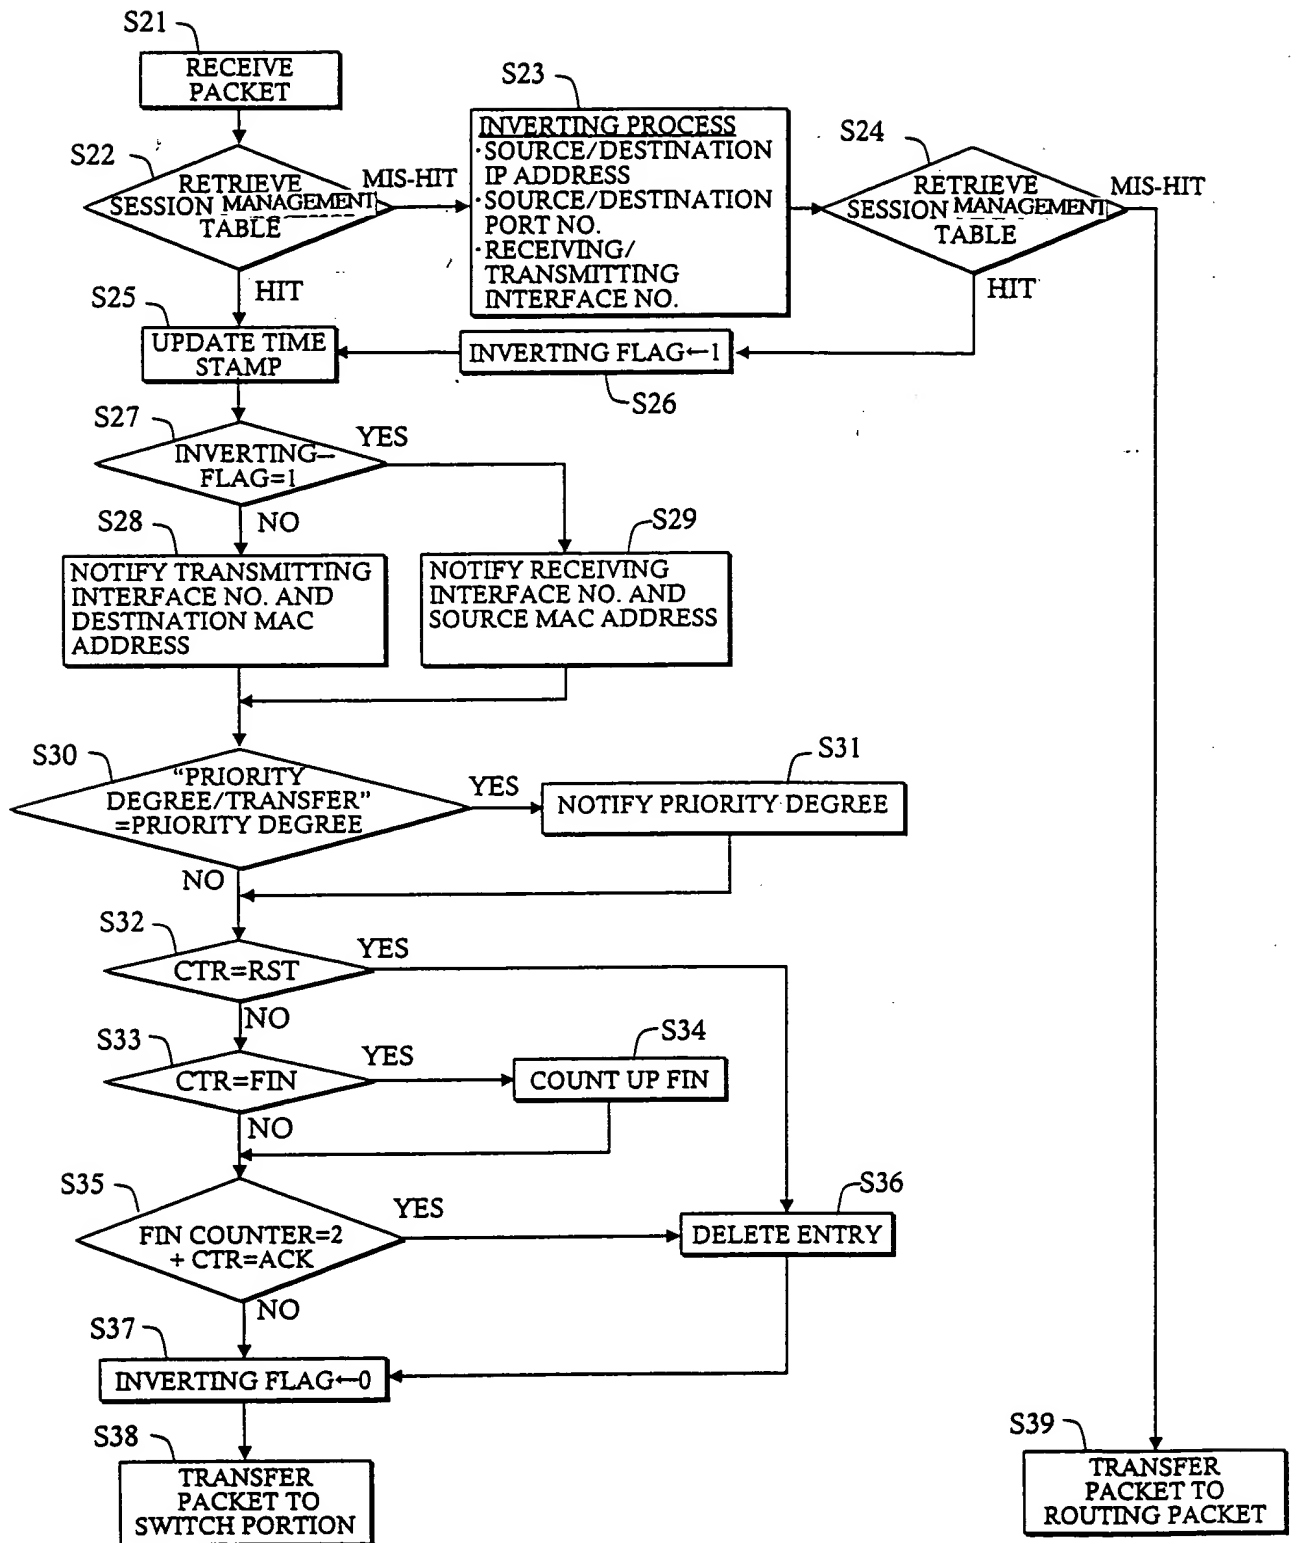 S21
RECEIVE
PACKET
S22
RETRIEVE
SESSION MANAGEMENT
TABLE
MIS-HIT
HIT
S23
INVERTING PROCESS
·SOURCE/DESTINATION
IP ADDRESS
·SOURCE/DESTINATION
PORT NO.
·RECEIVING/
TRANSMITTING
INTERFACE NO.
S24
RETRIEVE
SESSION MANAGEMENT
TABLE
MIS-HIT
HIT
S25
UPDATE TIME
STAMP
INVERTING FLAG←1
S26
S27
INVERTING
FLAG=1
YES
NO
S28
NOTIFY TRANSMITTING
INTERFACE NO. AND
DESTINATION MAC
ADDRESS
S29
NOTIFY RECEIVING
INTERFACE NO. AND
SOURCE MAC ADDRESS
S30
“PRIORITY
DEGREE/TRANSFER”
=PRIORITY DEGREE
YES
NO
S31
NOTIFY PRIORITY DEGREE
S32
CTR=RST
YES
NO
S33
CTR=FIN
YES
NO
S34
COUNT UP FIN
S35
FIN COUNTER=2
+ CTR=ACK
YES
NO
S36
DELETE ENTRY
S37
INVERTING FLAG←0
S38
TRANSFER
PACKET TO
SWITCH PORTION
S39
TRANSFER
PACKET TO
ROUTING PACKET